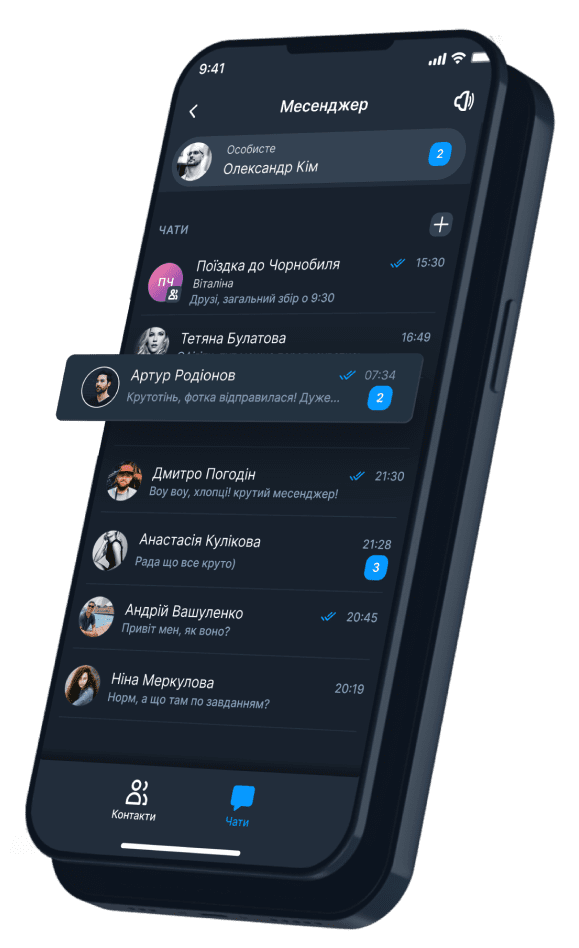 9:41
Месенджер
Особисте
Олександр Кім
2
ЧАТИ
ПЧ
Поїздка до Чорнобиля
15:30
Віталіна
Друзі, загальний збір о 9:30
Тетяна Булатова
16:49
Артур Родіонов
07:34
Крутотінь, фотка відправилася! Дуже...
2
Дмитро Погодін
21:30
Воу воу, хлопці! крутий месенджер!
Анастасія Кулікова
21:28
Рада що все круто)
3
Андрій Вашуленко
20:45
Привіт мен, як воно?
Ніна Меркулова
20:19
Норм, а що там по завданням?
Контакти
Чати